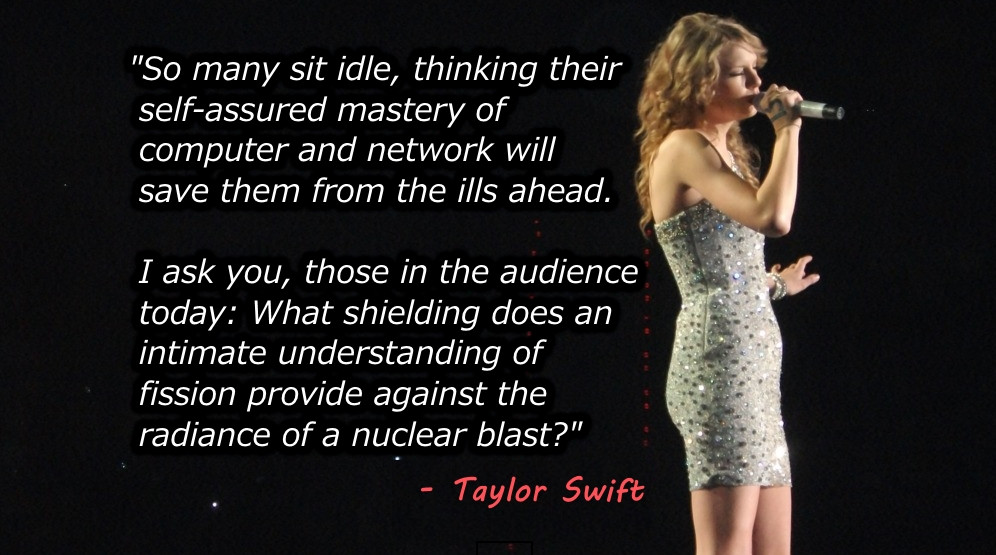 "So many sit idle, thinking their
self-assured mastery of
computer and network will
save them from the ills ahead.
I ask you, those in the audience
today: What shielding does an
intimate understanding of
fission provide against the
radiance of a nuclear blast?"
- Taylor Swift